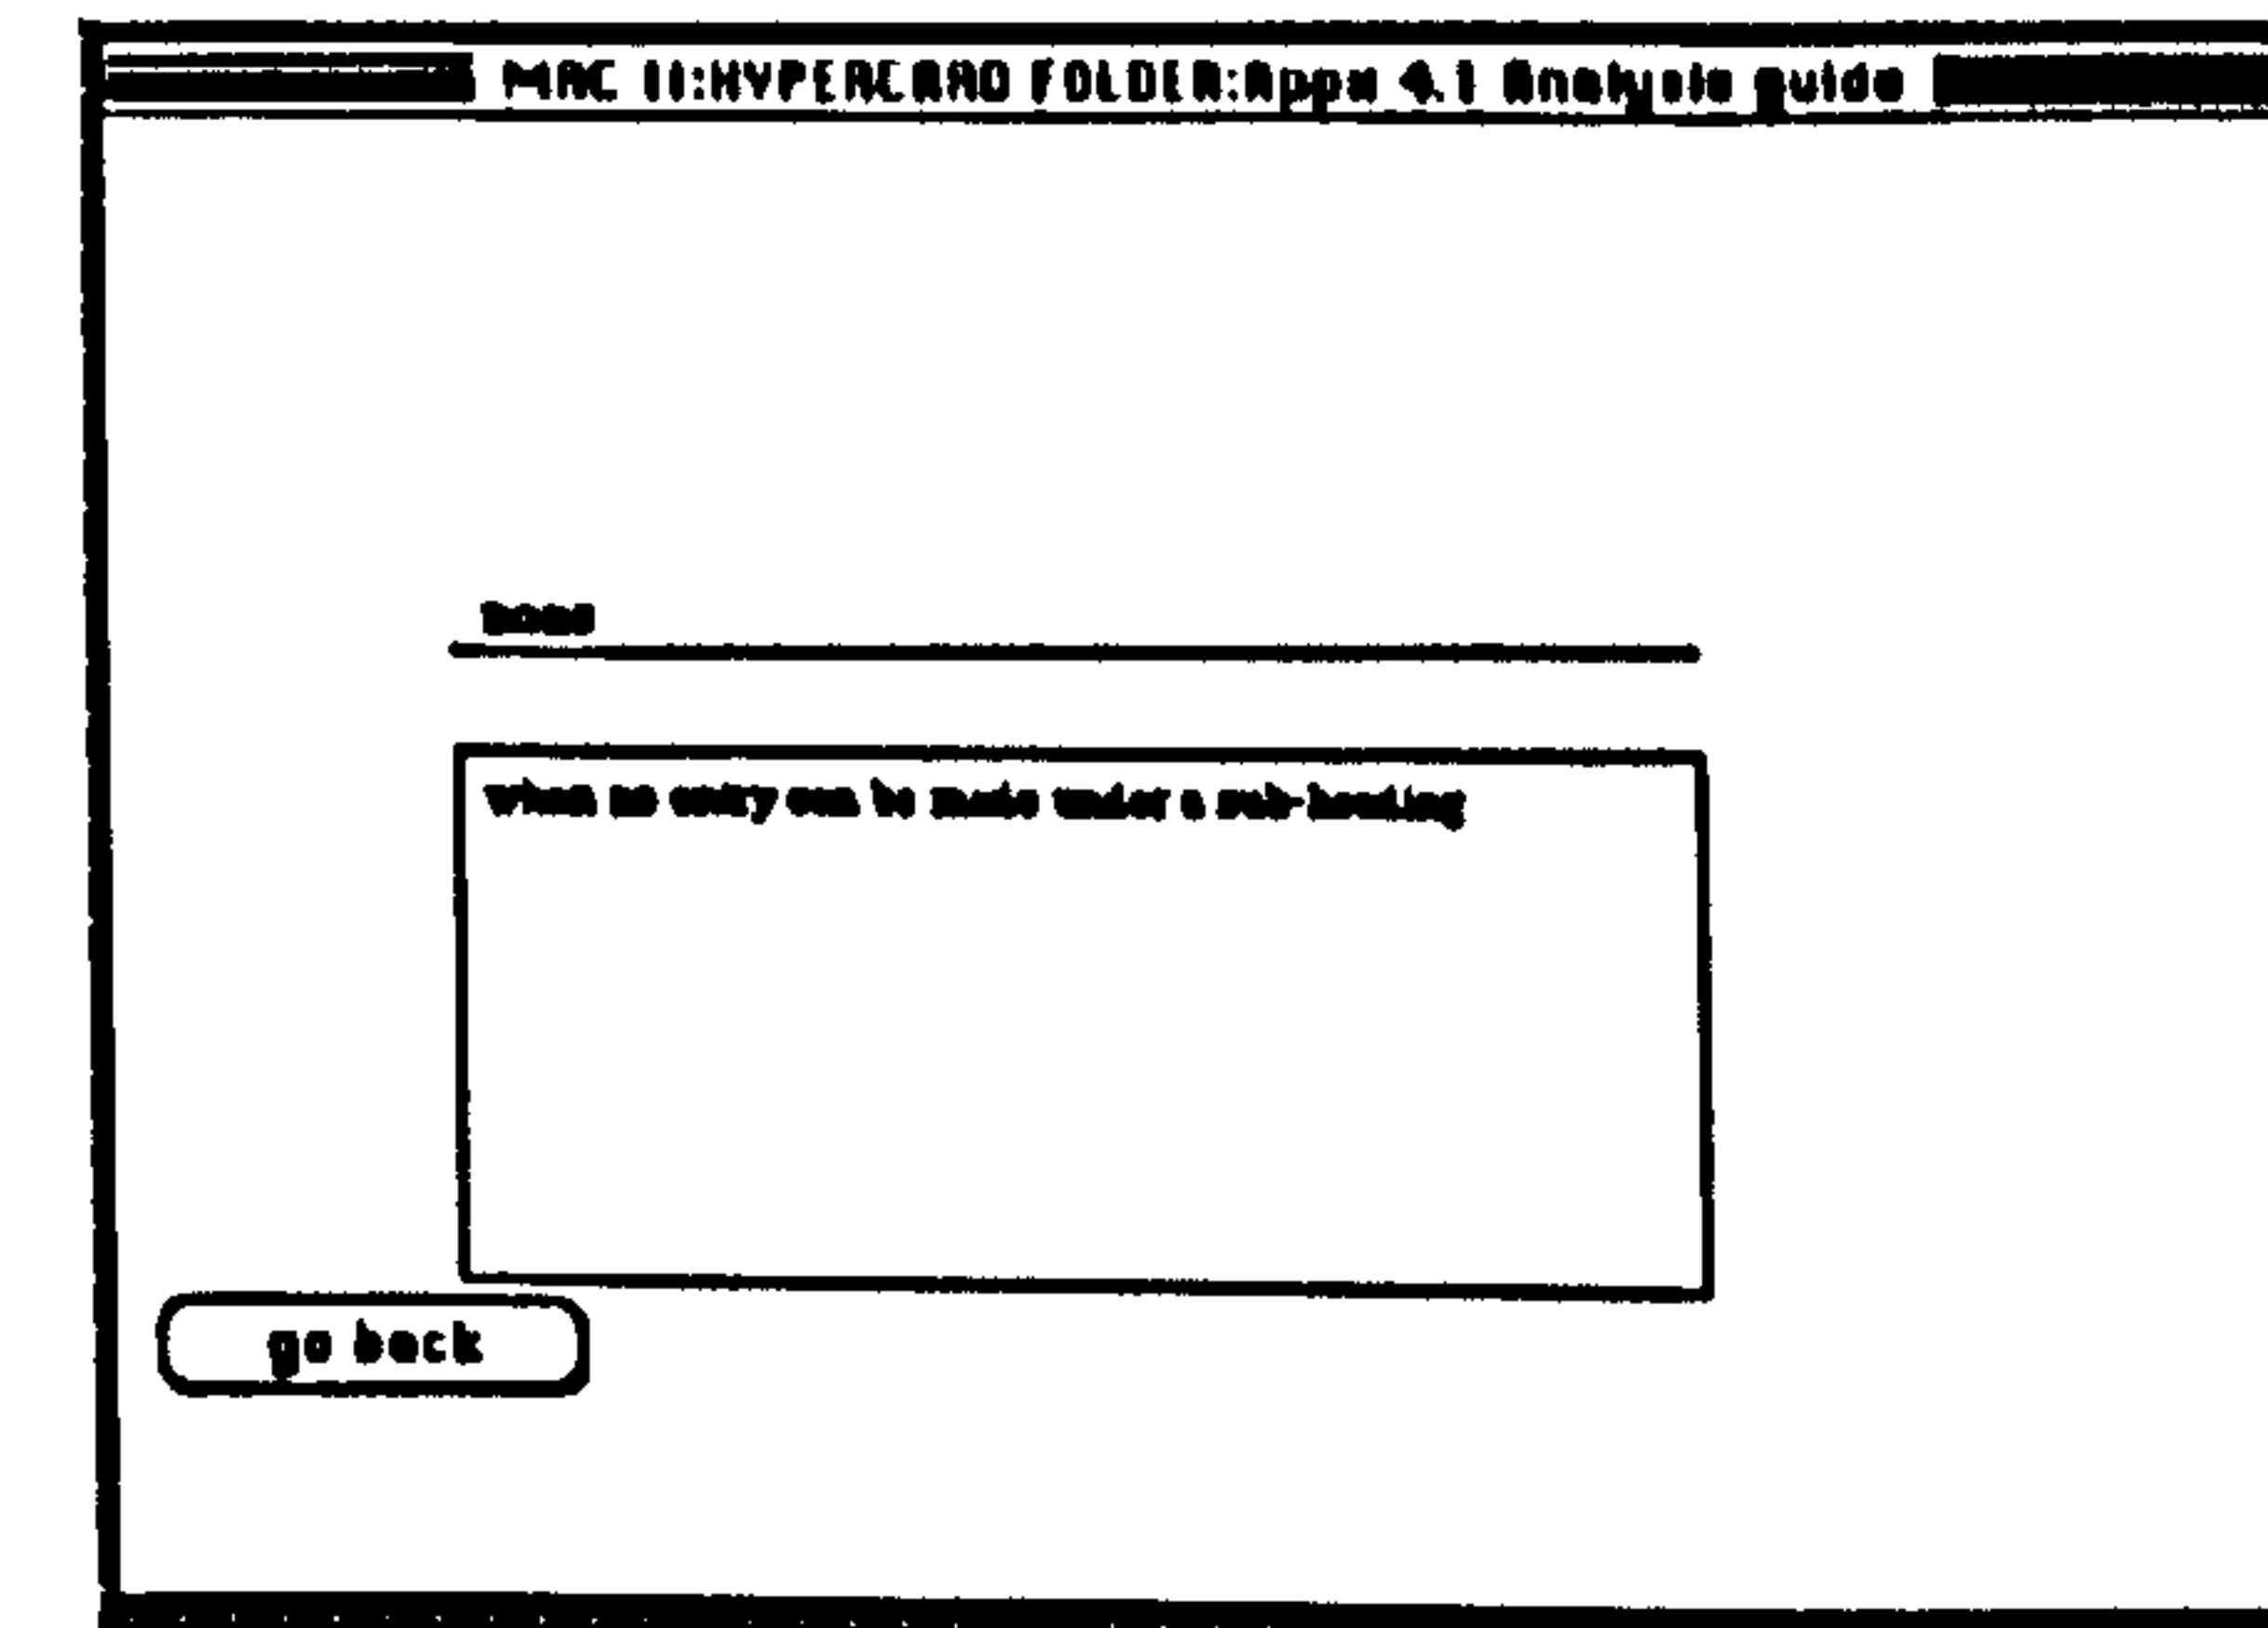 MAC II:HYPERCARD FOLDER:Appx 4.1 Analysis guide
none
when no entry can be made under a sub-heading
go back